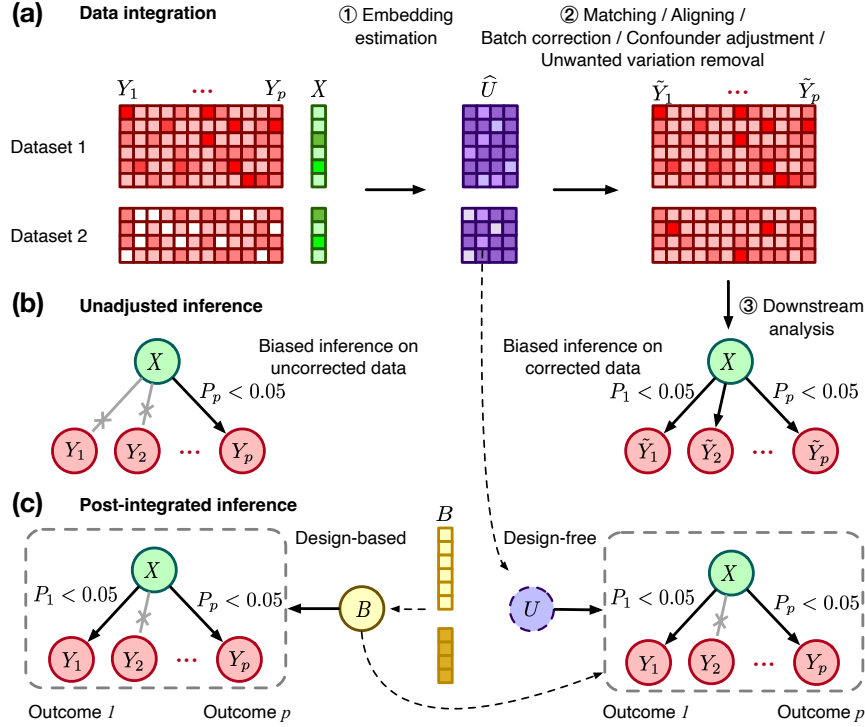 (a) Data integration
① Embedding estimation
② Matching / Aligning / Batch correction / Confounder adjustment / Unwanted variation removal
Y₁ ... Yₚ X
Û
Ỹ₁ ... Ỹₚ
Dataset 1
Dataset 2
③ Downstream analysis
(b) Unadjusted inference
Biased inference on uncorrected data
X
Pₚ < 0.05
Y₁ Y₂ ... Yₚ
Biased inference on corrected data
X
P₁ < 0.05 Pₚ < 0.05
Ỹ₁ Ỹ₂ ... Ỹₚ
(c) Post-integrated inference
Design-based
B
Design-free
X
P₁ < 0.05 Pₚ < 0.05
Y₁ Y₂ ... Yₚ
B
U
X
P₁ < 0.05 Pₚ < 0.05
Y₁ Y₂ ... Yₚ
Outcome 1 Outcome p
Outcome 1 Outcome p